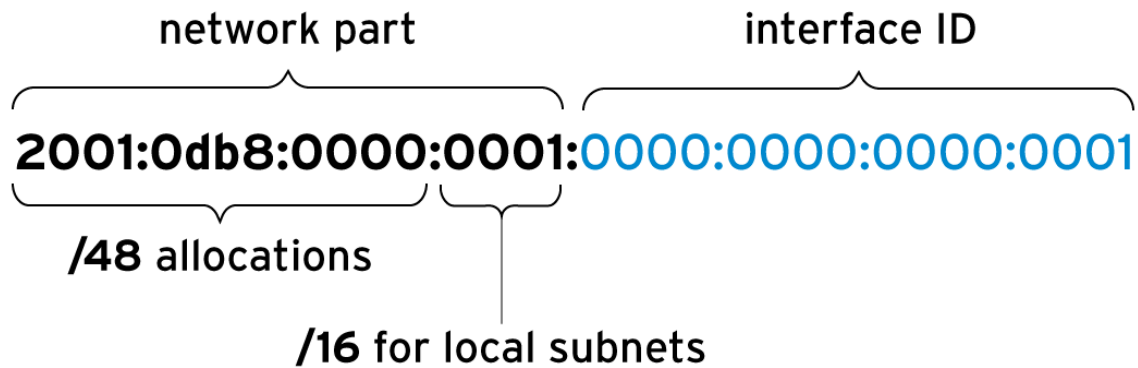 network part
interface ID
2001:0db8:0000:0001:0000:0000:0000:0001
/48 allocations
/16 for local subnets